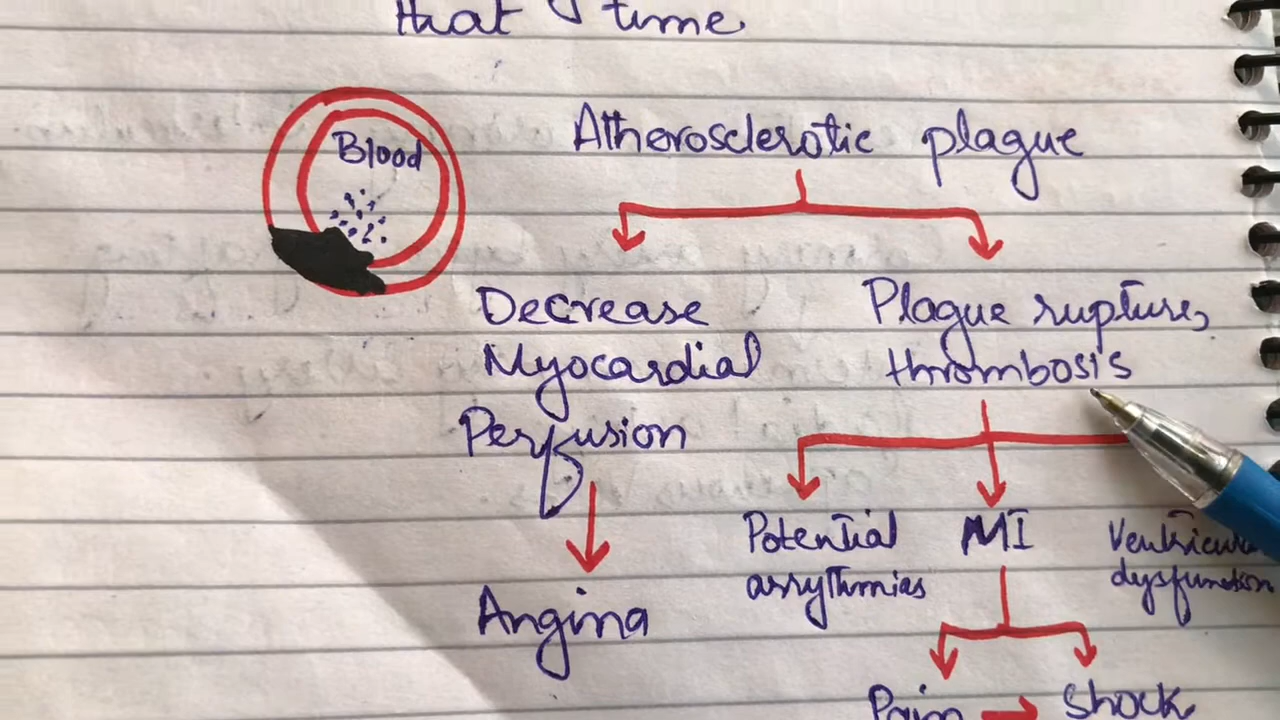 that time
Blood
Atherosclerotic plague
Decrease
Myocardial
Perfusion
Angina
Plague rupture,
thrombosis
Potential
arrythmias
MI
Ventricular
dysfunction
Pain → Shock